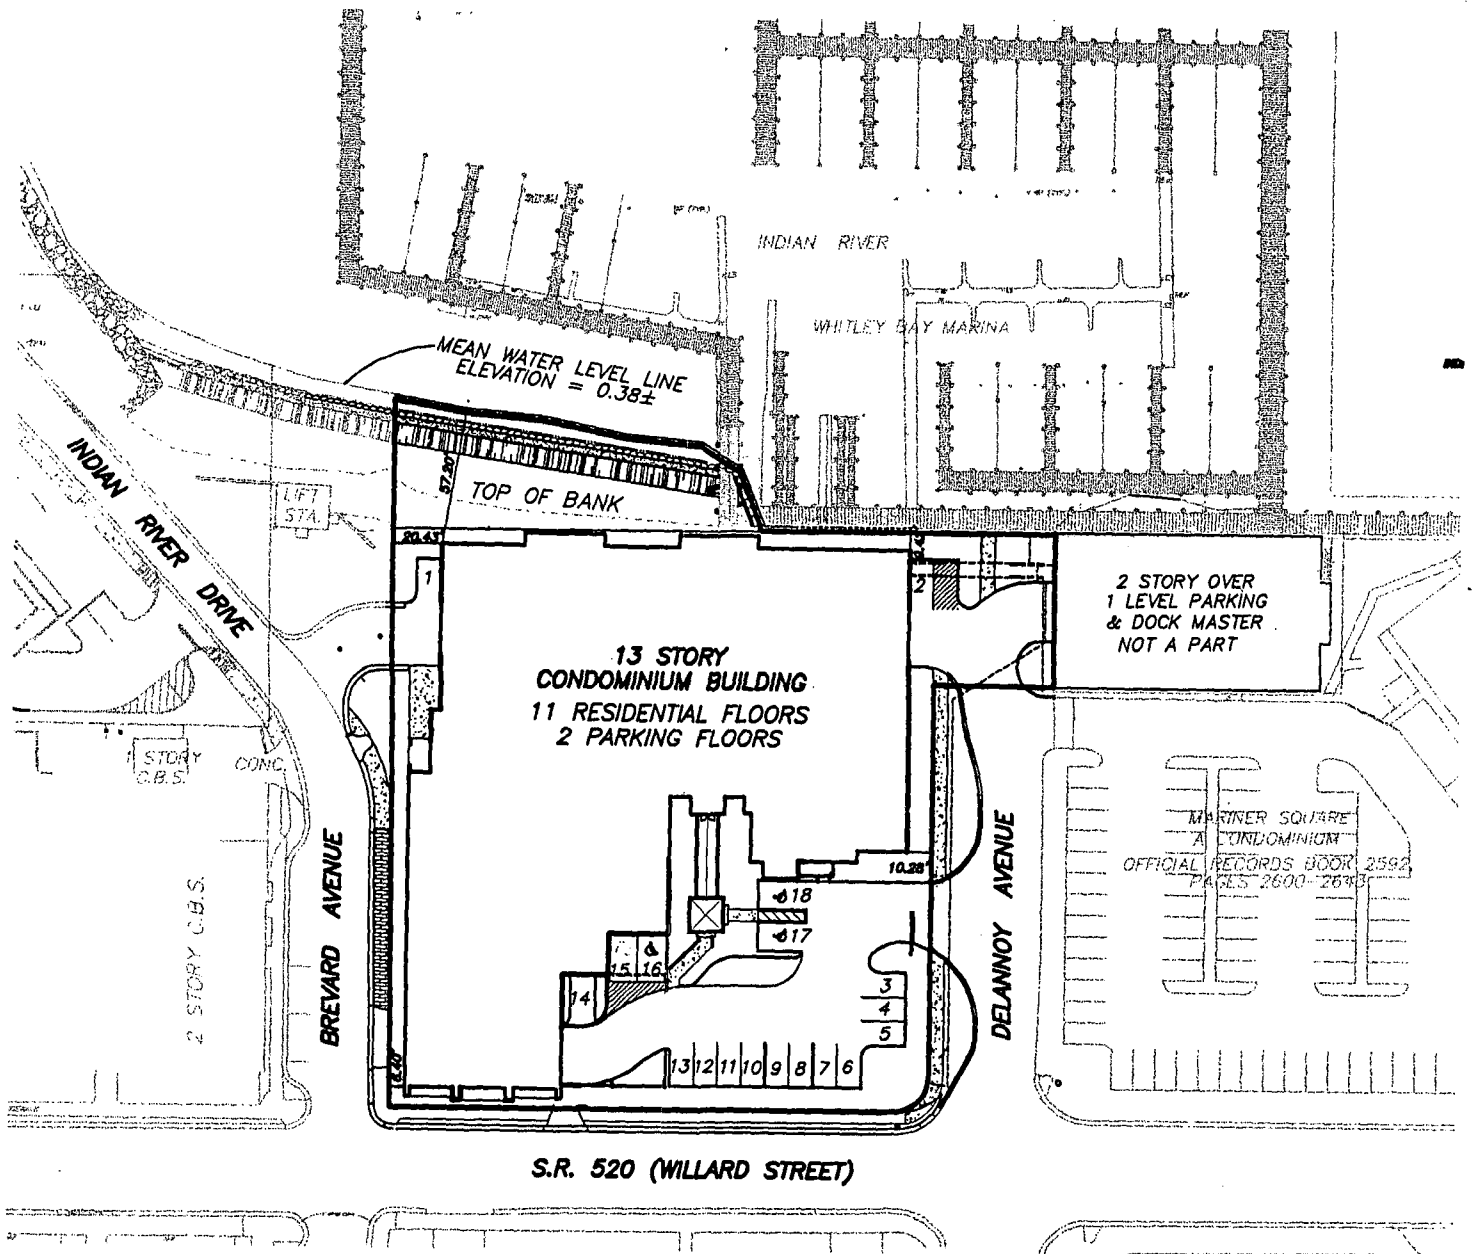 INDIAN RIVER
WHITLEY BAY MARINA
MEAN WATER LEVEL LINE
ELEVATION = 0.38±
INDIAN RIVER DRIVE
LIFT
STA.
57.20'
TOP OF BANK
20.43'
1
2
2 STORY OVER
1 LEVEL PARKING
& DOCK MASTER
NOT A PART
13 STORY
CONDOMINIUM BUILDING
11 RESIDENTIAL FLOORS
2 PARKING FLOORS
1 STORY
C.B.S.
CONC.
2 STORY C.B.S.
BREVARD AVENUE
DELANNOY AVENUE
MARINER SQUARE
A CONDOMINIUM
OFFICIAL RECORDS BOOK 2592,
PAGES 2600-
10.28'
18
17
15
16
14
3
4
5
13 12 11 10 9 8 7 6
S.R. 520 (WILLARD STREET)